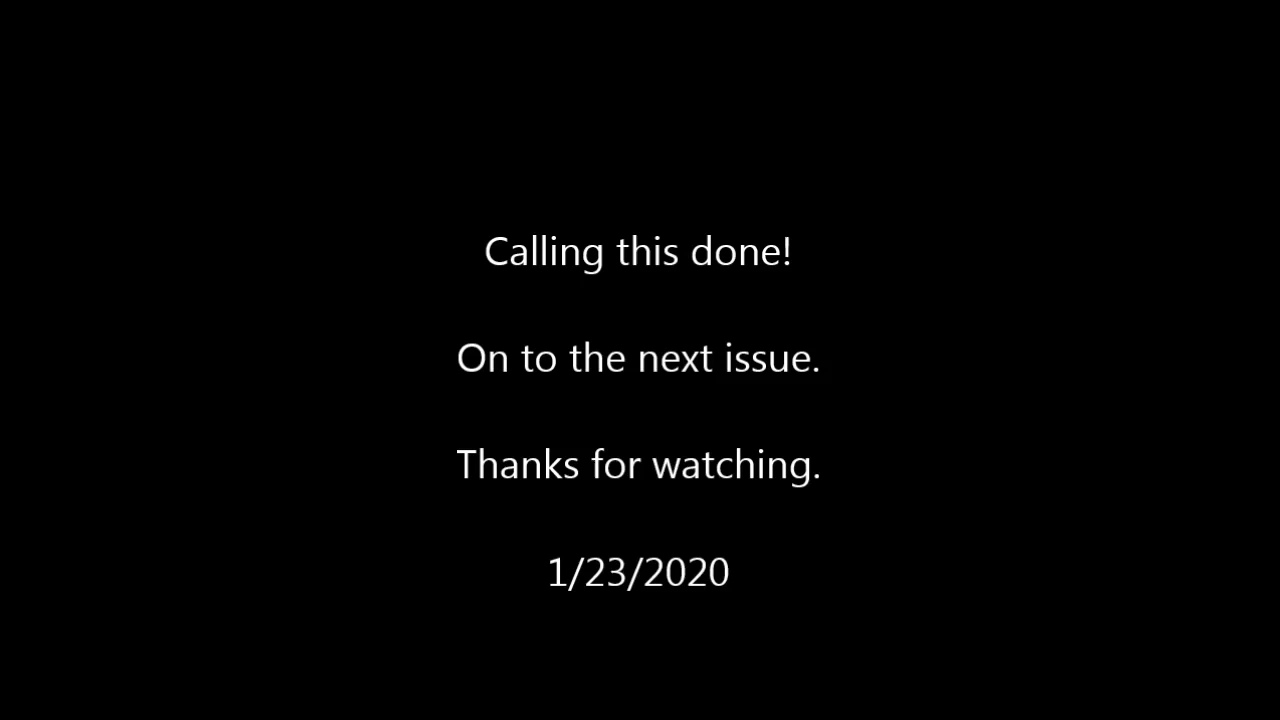 Calling this done!
On to the next issue.
Thanks for watching.
1/23/2020